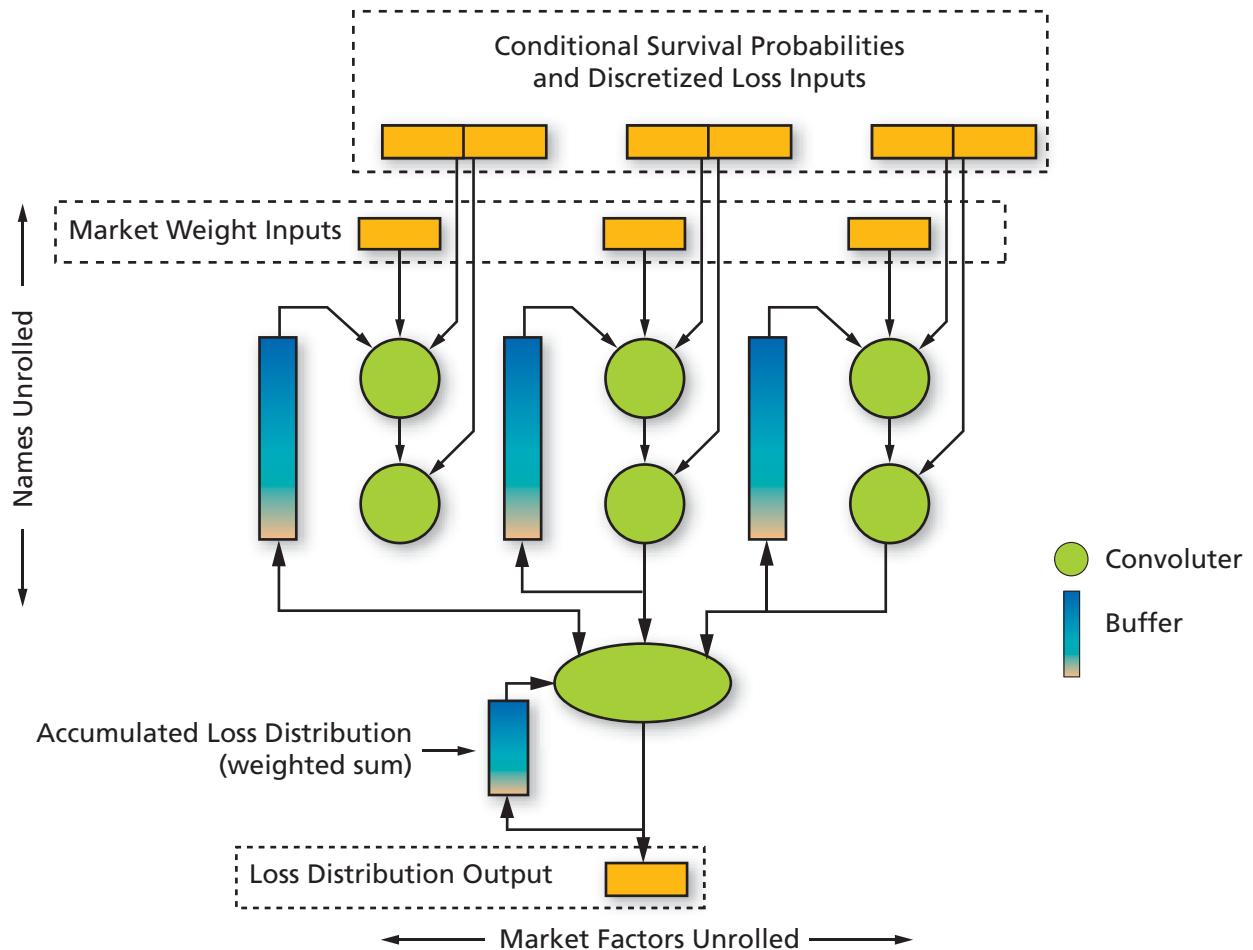 Conditional Survival Probabilities
and Discretized Loss Inputs
Market Weight Inputs
Names Unrolled
Convoluter
Buffer
Accumulated Loss Distribution
(weighted sum)
Loss Distribution Output
Market Factors Unrolled